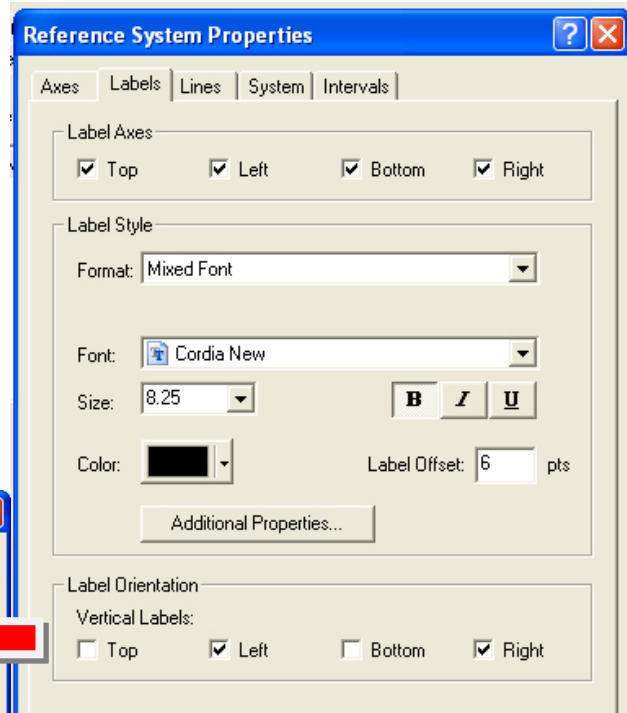 Reference System Properties ?
Axes Labels Lines System Intervals
Label Axes
Top Left Bottom Right
Label Style
Format: Mixed Font
Font: Cordia New
Size: 8.25 B I U
Color: Label Offset: 6 pts
Additional Properties...
Label Orientation
Vertical Labels:
Top Left Bottom Right